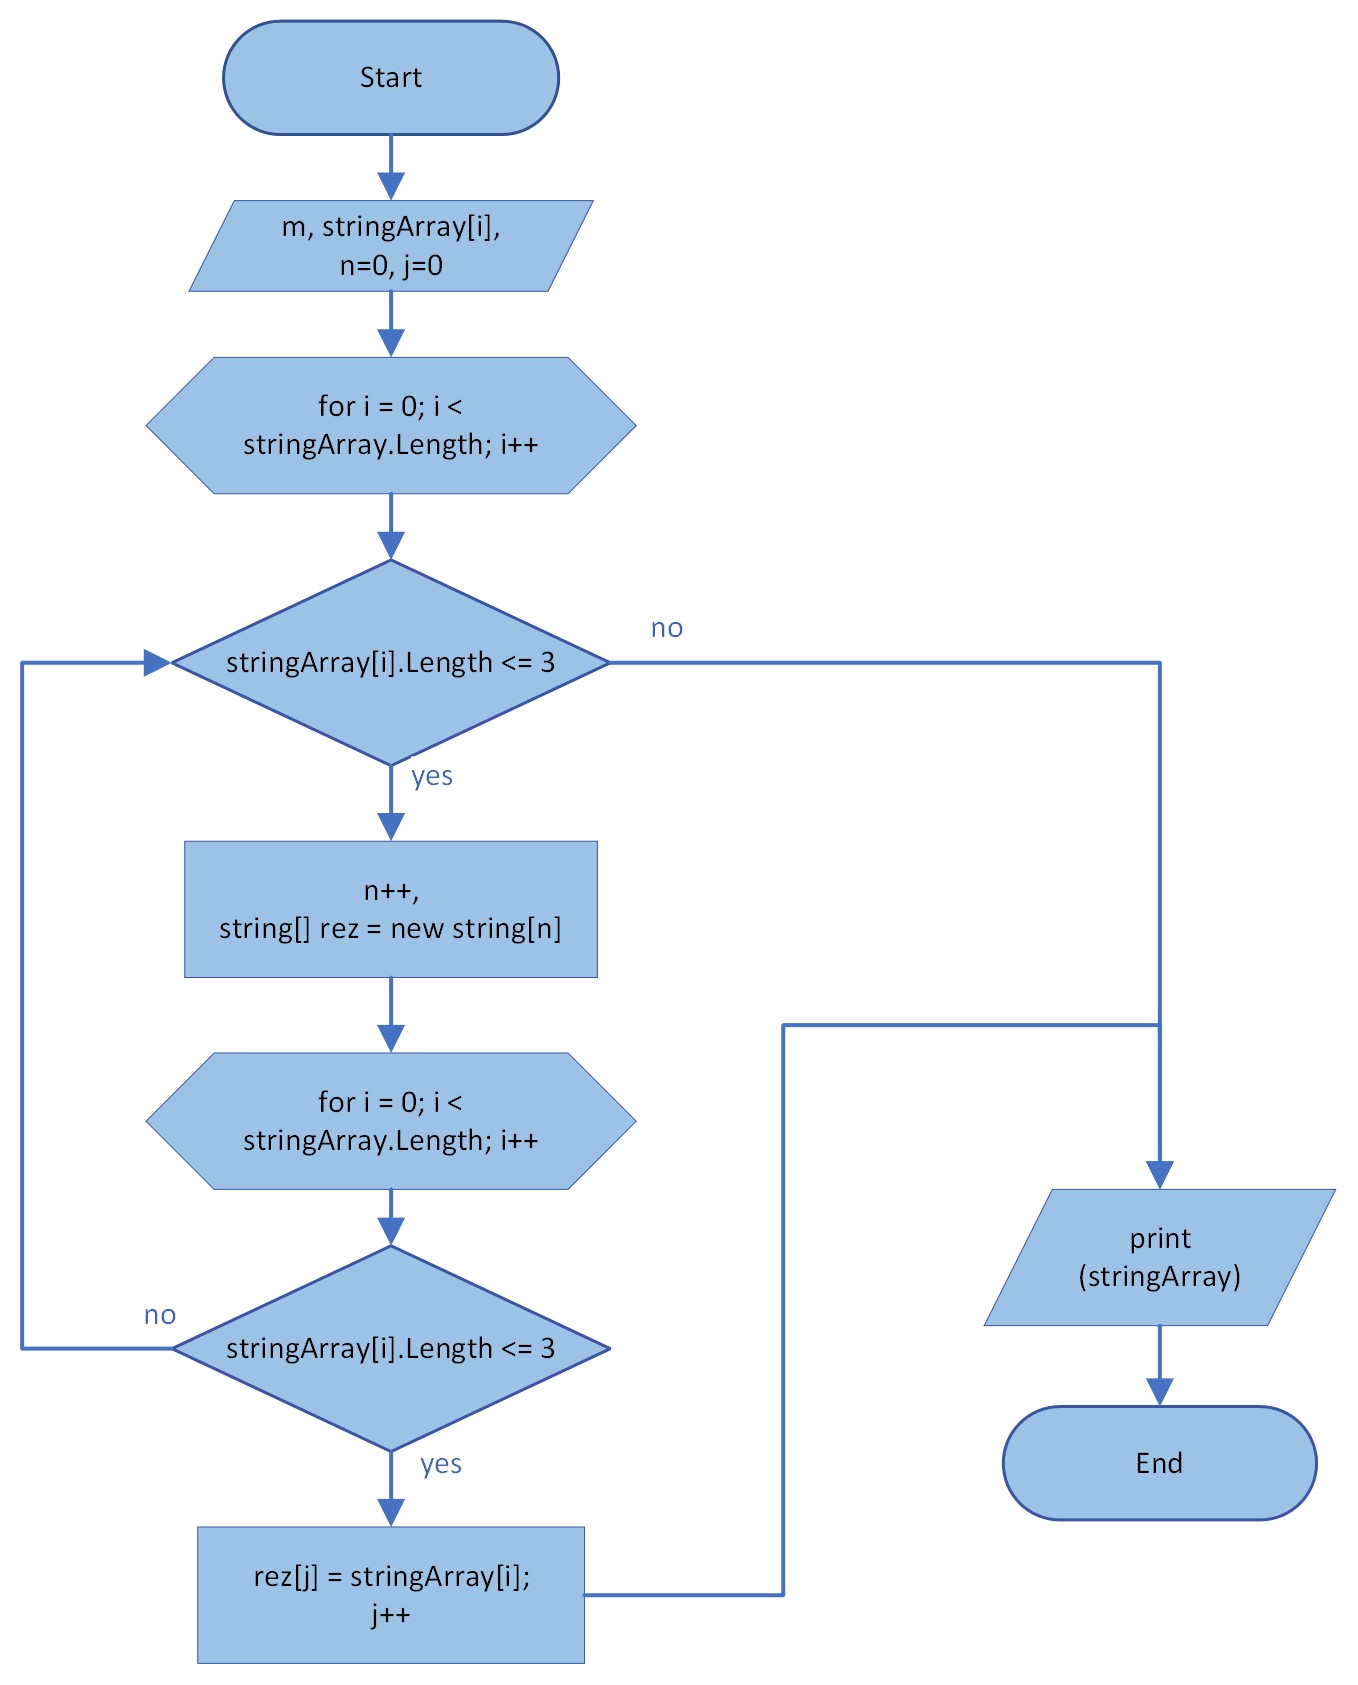 Start
m, stringArray[i],
n=0, j=0
for i = 0; i <
stringArray.Length; i++
stringArray[i].Length <= 3
no
yes
n++,
string[] rez = new string[n]
for i = 0; i <
stringArray.Length; i++
no
stringArray[i].Length <= 3
yes
rez[j] = stringArray[i];
j++
print
(stringArray)
End